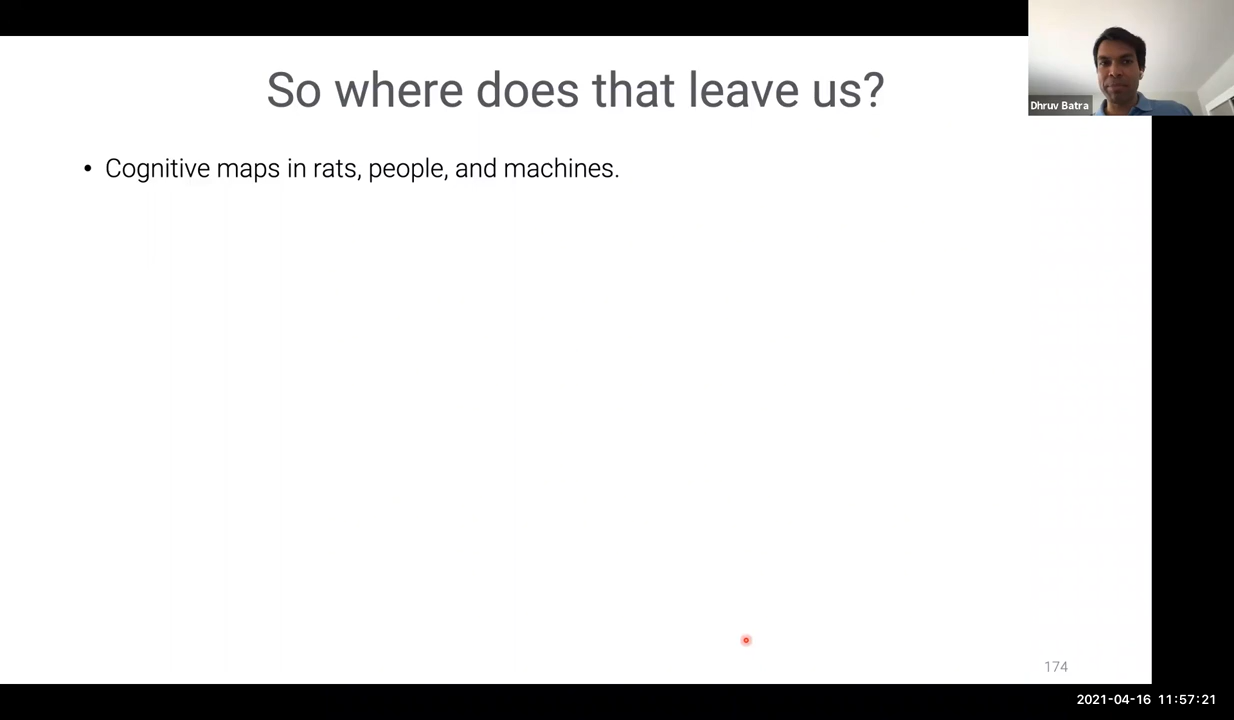 So where does that leave us?
Dhruv Batra
• Cognitive maps in rats, people, and machines.
174
2021-04-16 11:57:21